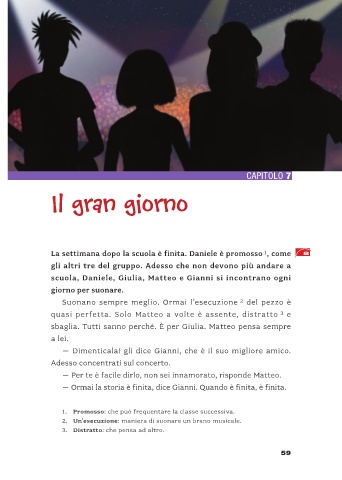 CAPITOLO 7
Il gran giorno
La settimana dopo la scuola è finita. Daniele è promosso ¹, come
gli altri tre del gruppo. Adesso che non devono più andare a
scuola, Daniele, Giulia, Matteo e Gianni si incontrano ogni
giorno per suonare.
Suonano sempre meglio. Ormai l'esecuzione ² del pezzo è
quasi perfetta. Solo Matteo a volte è assente, distratto ³ e
sbaglia. Tutti sanno perché. È per Giulia. Matteo pensa sempre
a lei.
— Dimenticala! gli dice Gianni, che è il suo migliore amico.
Adesso concentrati sul concerto.
— Per te è facile dirlo, non sei innamorato, risponde Matteo.
— Ormai la storia è finita, dice Gianni. Quando è finita, è finita.
1. Promosso: che può frequentare la classe successiva.
2. Un'esecuzione: maniera di suonare un brano musicale.
3. Distratto: che pensa ad altro.
59